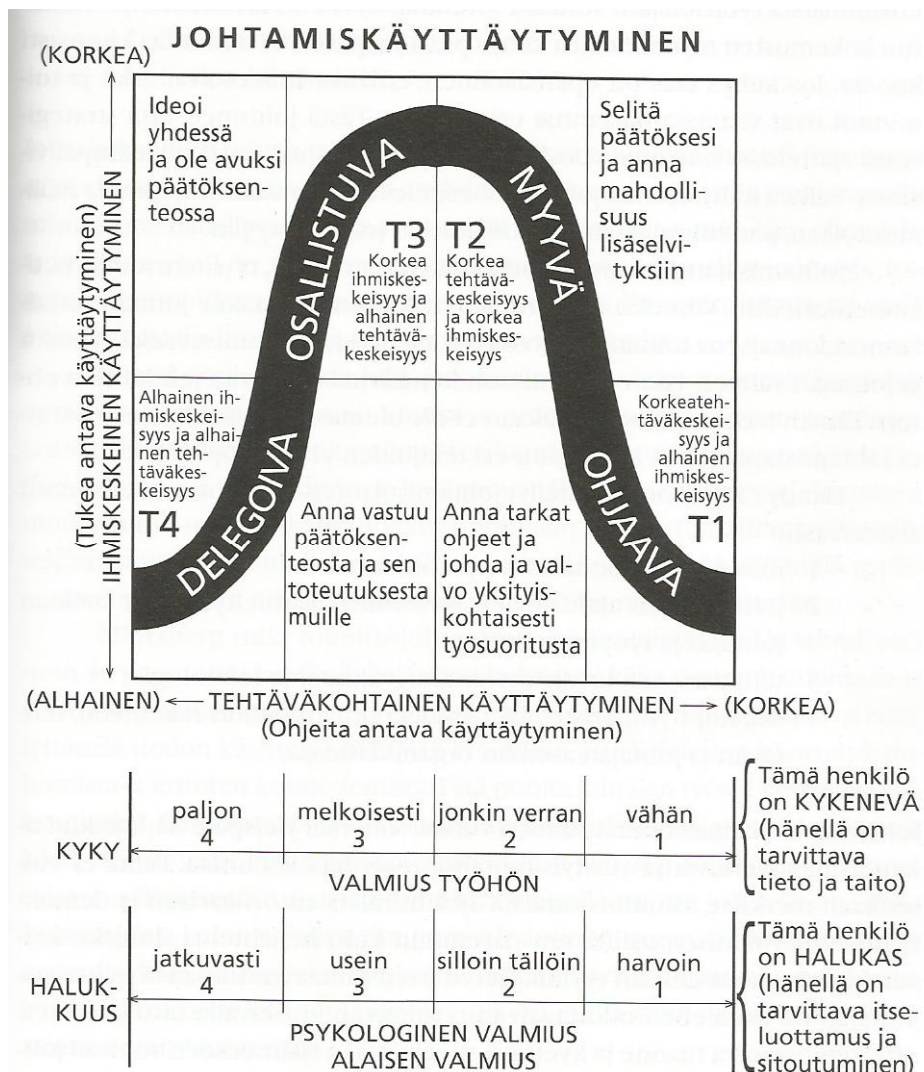 JOHTAMISKÄYTTÄYTYMINEN
(KORKEA)
(Tukea antava käyttäytyminen)
IHMISKESKEINEN KÄYTTÄYTYMINEN
Ideoi
yhdessä
ja ole avuksi
päätöksen-
teossa
Selitä
päätöksesi
ja anna
mahdolli-
suus
lisäselvi-
tyksiin
OSALLISTUVA
MYYVÄ
T3
Korkea
ihmiskes-
keisyys ja
alhainen
tehtävä-
keskeisyys
T2
Korkea
tehtävä-
keskeisyys
ja korkea
ihmiskes-
keisyys
Alhainen ih-
miskeskei-
syys ja alhai-
nen teh-
täväkes-
keisyys
T4
DELEGOIVA
Korkeateh-
täväkeskei-
syys ja
alhainen
ihmiskes-
keisyys
T1
OHJAAVA
Anna vastuu
päätöksen-
teosta ja sen
toteutuksesta
muille
Anna tarkat
ohjeet ja
johda ja val-
vo yksityis-
kohtaisesti
työsuoritusta
(ALHAINEN) TEHTÄVÄKOHTAINEN KÄYTTÄYTYMINEN (KORKEA)
(Ohjeita antava käyttäytyminen)
KYKY
paljon melkoisesti jonkin verran vähän
4 3 2 1
VALMIUS TYÖHÖN
Tämä henkilö
on KYKENEVÄ
(hänellä on
tarvittava
tieto ja taito)
HALUK-
KUUS
jatkuvasti usein silloin tällöin harvoin
4 3 2 1
PSYKOLOGINEN VALMIUS
ALAISEN VALMIUS
Tämä henkilö
on HALUKAS
(hänellä on
tarvittava itse-
luottamus ja
sitoutuminen)